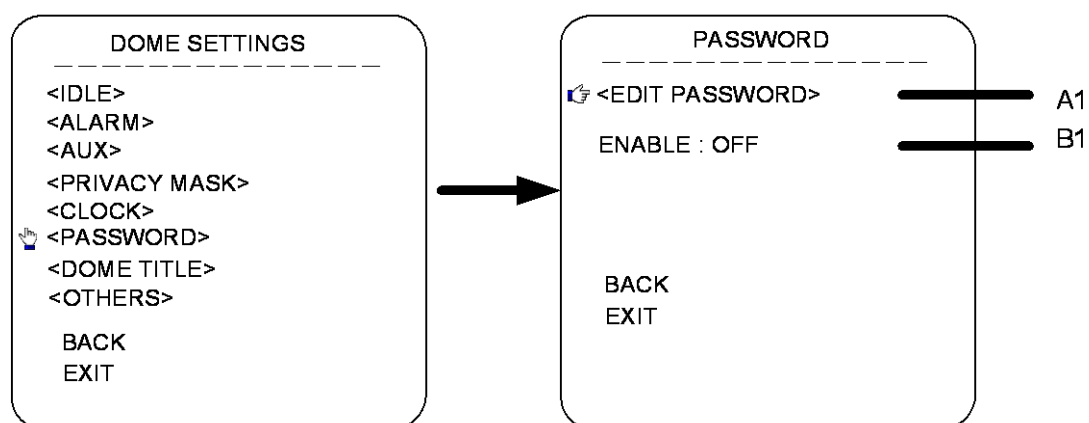 DOME SETTINGS
<IDLE>
<ALARM>
<AUX>
<PRIVACY MASK>
<CLOCK>
<PASSWORD>
<DOME TITLE>
<OTHERS>
BACK
EXIT
PASSWORD
<EDIT PASSWORD>
ENABLE : OFF
BACK
EXIT
A1
B1